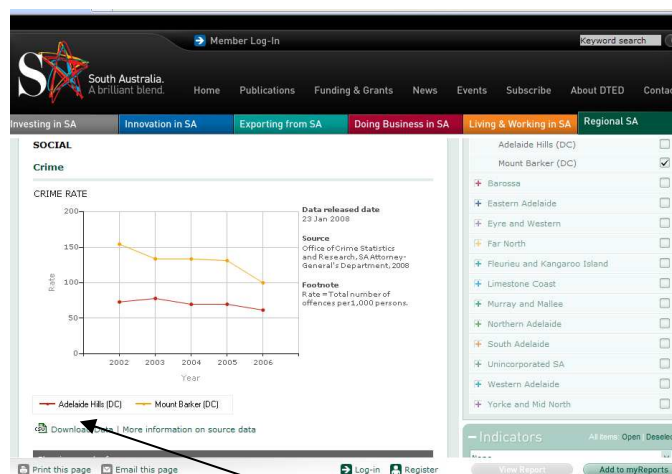 Member Log-In
Keyword search
South Australia.
A brilliant blend.
Home Publications Funding & Grants News Events Subscribe About DTED Contac
nvesting in SA Innovation in SA Exporting from SA Doing Business in SA Living & Working in SA Regional SA
SOCIAL
Crime
CRIME RATE
200
150
100
50
0
Rate
2002 2003 2004 2005 2006
Year
Adelaide Hills (DC) Mount Barker (DC)
Data released date
23 Jan 2008
Source
Office of Crime Statistics
and Research, SA Attorney-
General's Department, 2008
Footnote
Rate = Total number of
offences per 1,000 persons.
Download Data | More information on source data
Adelaide Hills (DC)
Mount Barker (DC)
Barossa
Eastern Adelaide
Eyre and Western
Far North
Fleurieu and Kangaroo Island
Limestone Coast
Murray and Mallee
Northern Adelaide
South Adelaide
Unincorporated SA
Western Adelaide
Yorke and Mid North
Indicators All items: Open Deselec
Print this page Email this page Log-in Register View Report Add to myReports